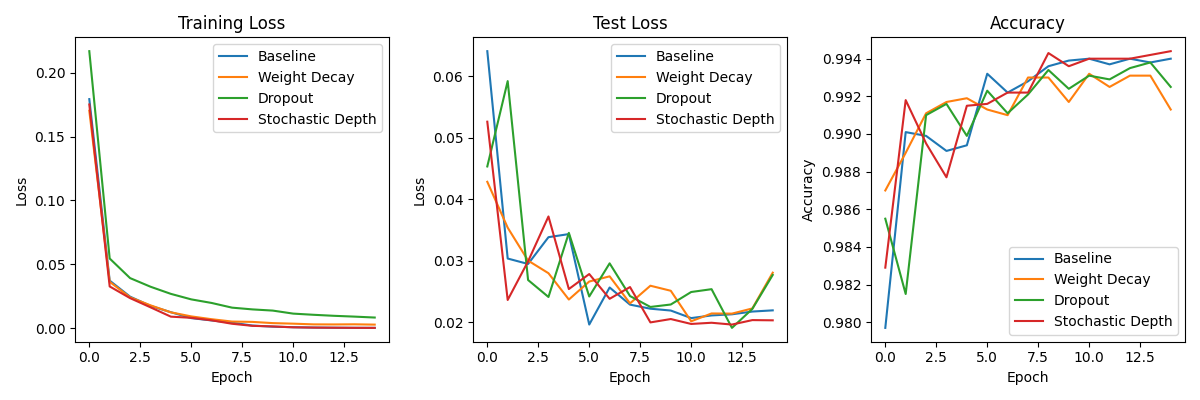 Training Loss
0.20
0.15
0.10
0.05
0.00
Loss
0.0
2.5
5.0
7.5
10.0
12.5
Epoch
Baseline
Weight Decay
Dropout
Stochastic Depth
Test Loss
0.06
0.05
0.04
0.03
0.02
Loss
0.0
2.5
5.0
7.5
10.0
12.5
Epoch
Baseline
Weight Decay
Dropout
Stochastic Depth
Accuracy
0.994
0.992
0.990
0.988
0.986
0.984
0.982
0.980
Accuracy
0.0
2.5
5.0
7.5
10.0
12.5
Epoch
Baseline
Weight Decay
Dropout
Stochastic Depth